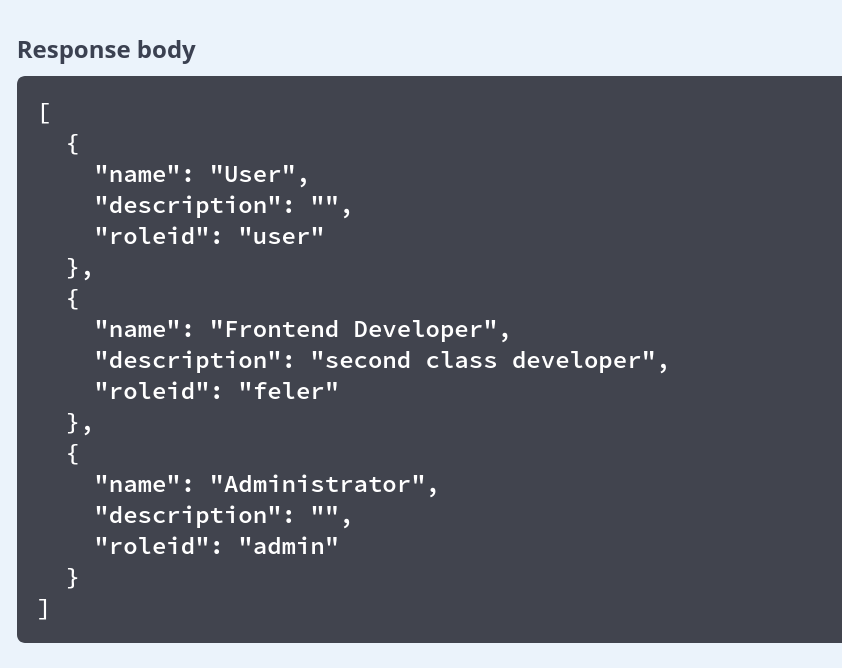 Response body
[
  {
    "name": "User",
    "description": "",
    "roleid": "user"
  },
  {
    "name": "Frontend Developer",
    "description": "second class developer",
    "roleid": "feler"
  },
  {
    "name": "Administrator",
    "description": "",
    "roleid": "admin"
  }
]